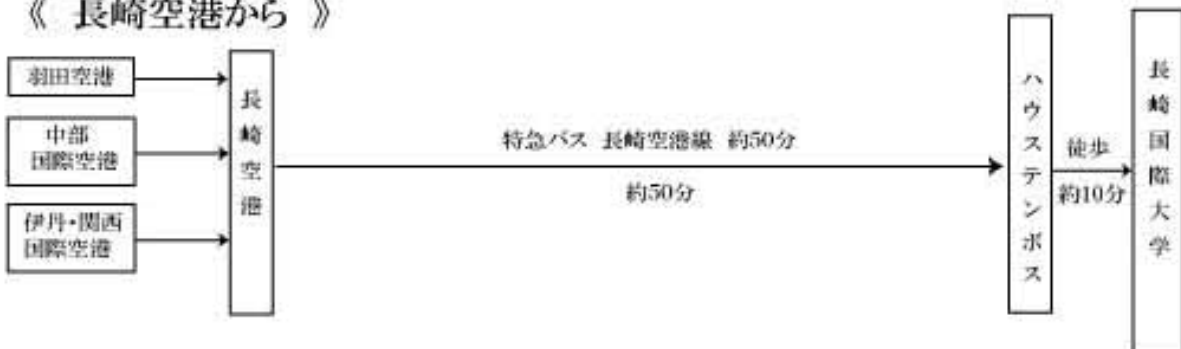 《 長崎空港から 》
羽田空港
中部
国際空港
伊丹・関西
国際空港
長崎空港
特急バス 長崎空港線 約50分
約50分
ハウステンボス
徒歩
約10分
長崎国際大学